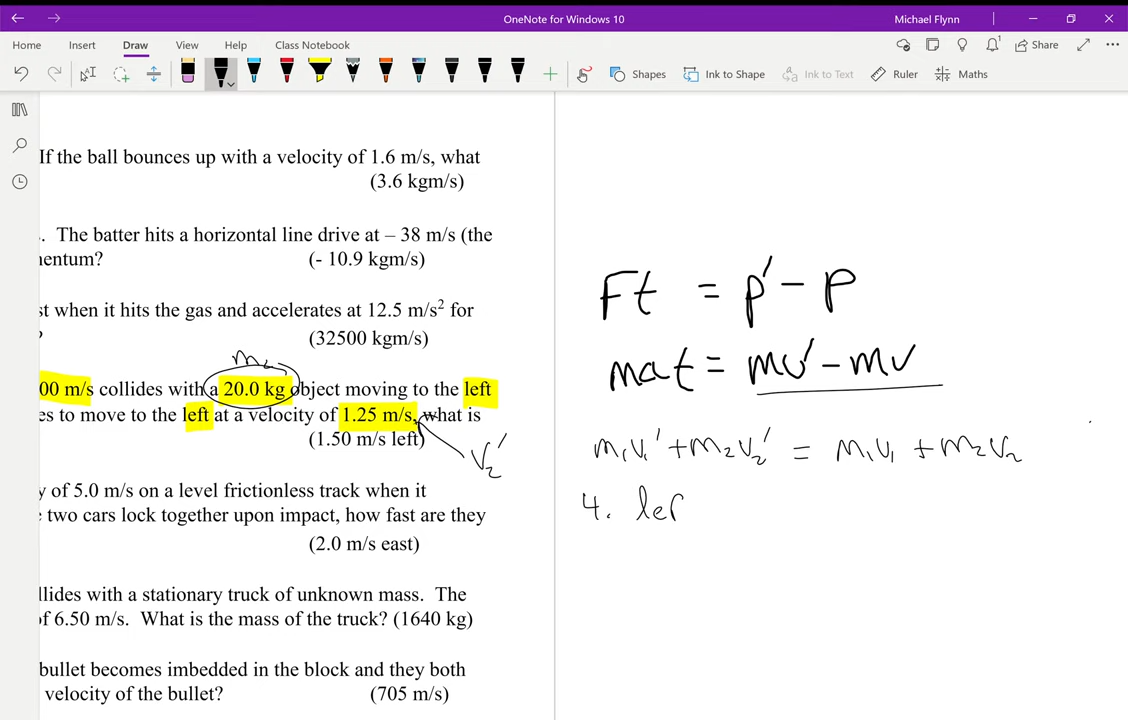 OneNote for Windows 10
Michael Flynn
Home Insert Draw View Help Class Notebook
Share
Shapes Ink to Shape Ink to Text Ruler Maths
If the ball bounces up with a velocity of 1.6 m/s, what
(3.6 kgm/s)
. The batter hits a horizontal line drive at – 38 m/s (the
nentum?
(- 10.9 kgm/s)
st when it hits the gas and accelerates at 12.5 m/s² for
?
(32500 kgm/s)
m₂
00 m/s collides with a 20.0 kg object moving to the left
es to move to the left at a velocity of 1.25 m/s, what is
(1.50 m/s left)
v₂'
y of 5.0 m/s on a level frictionless track when it
e two cars lock together upon impact, how fast are they
(2.0 m/s east)
llides with a stationary truck of unknown mass. The
of 6.50 m/s. What is the mass of the truck? (1640 kg)
bullet becomes imbedded in the block and they both
velocity of the bullet?
(705 m/s)
Ft = p' - p
mat = mv' - mv
m₁v₁' + m₂v₂' = m₁v₁ + m₂v₂
4. lef